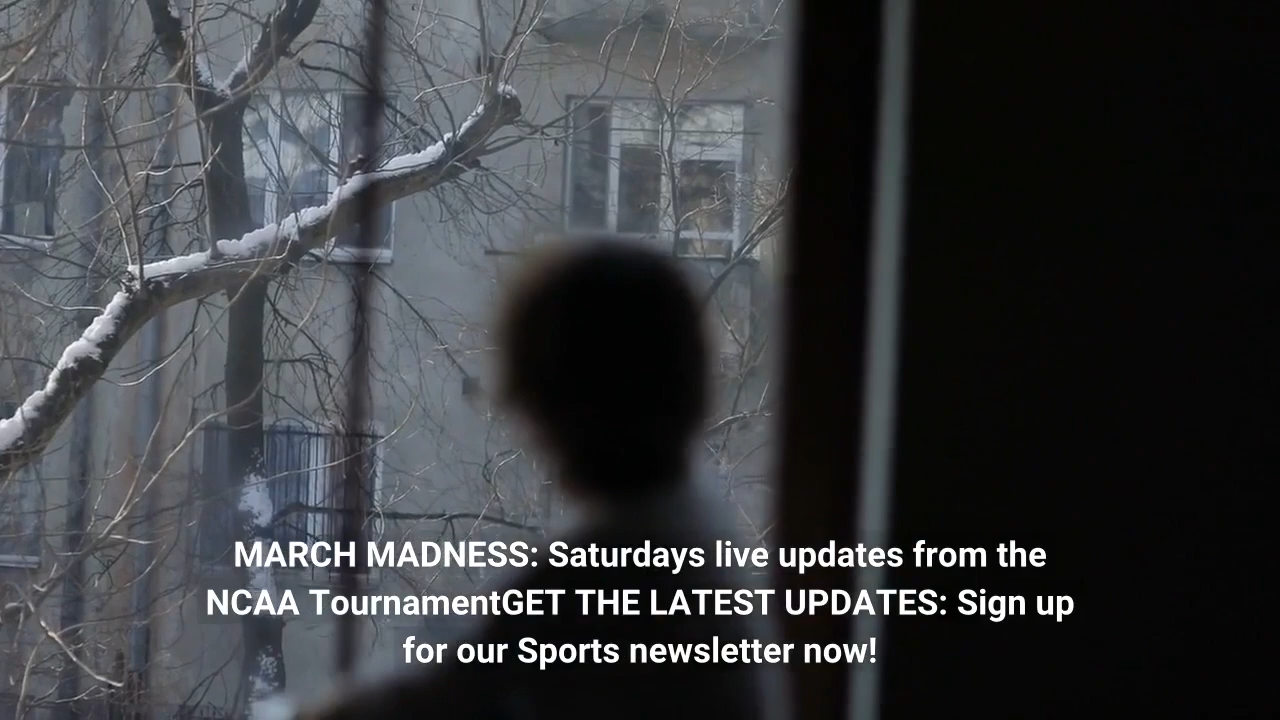 MARCH MADNESS: Saturdays live updates from the
NCAA TournamentGET THE LATEST UPDATES: Sign up
for our Sports newsletter now!